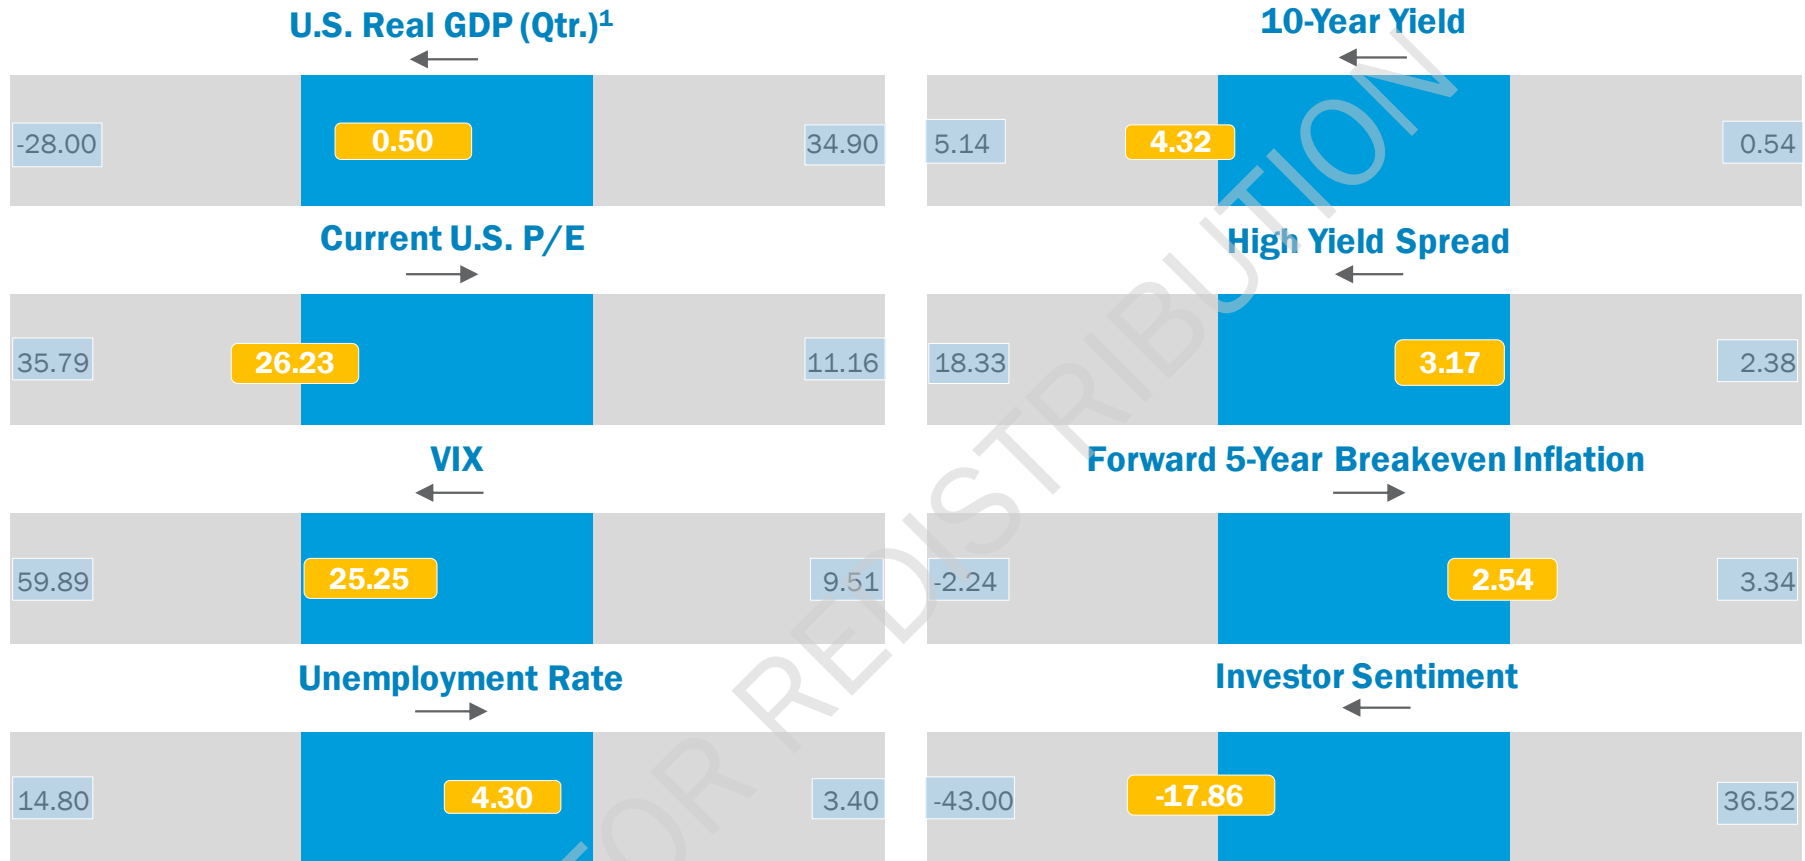 U.S. Real GDP (Qtr.)¹
-28.00
0.50
34.90
10-Year Yield
5.14
4.32
0.54
Current U.S. P/E
35.79
26.23
11.16
High Yield Spread
18.33
3.17
2.38
VIX
59.89
25.25
9.51
Forward 5-Year Breakeven Inflation
-2.24
2.54
3.34
Unemployment Rate
14.80
4.30
3.40
Investor Sentiment
-43.00
-17.86
36.52
FOR REDISTRIBUTION